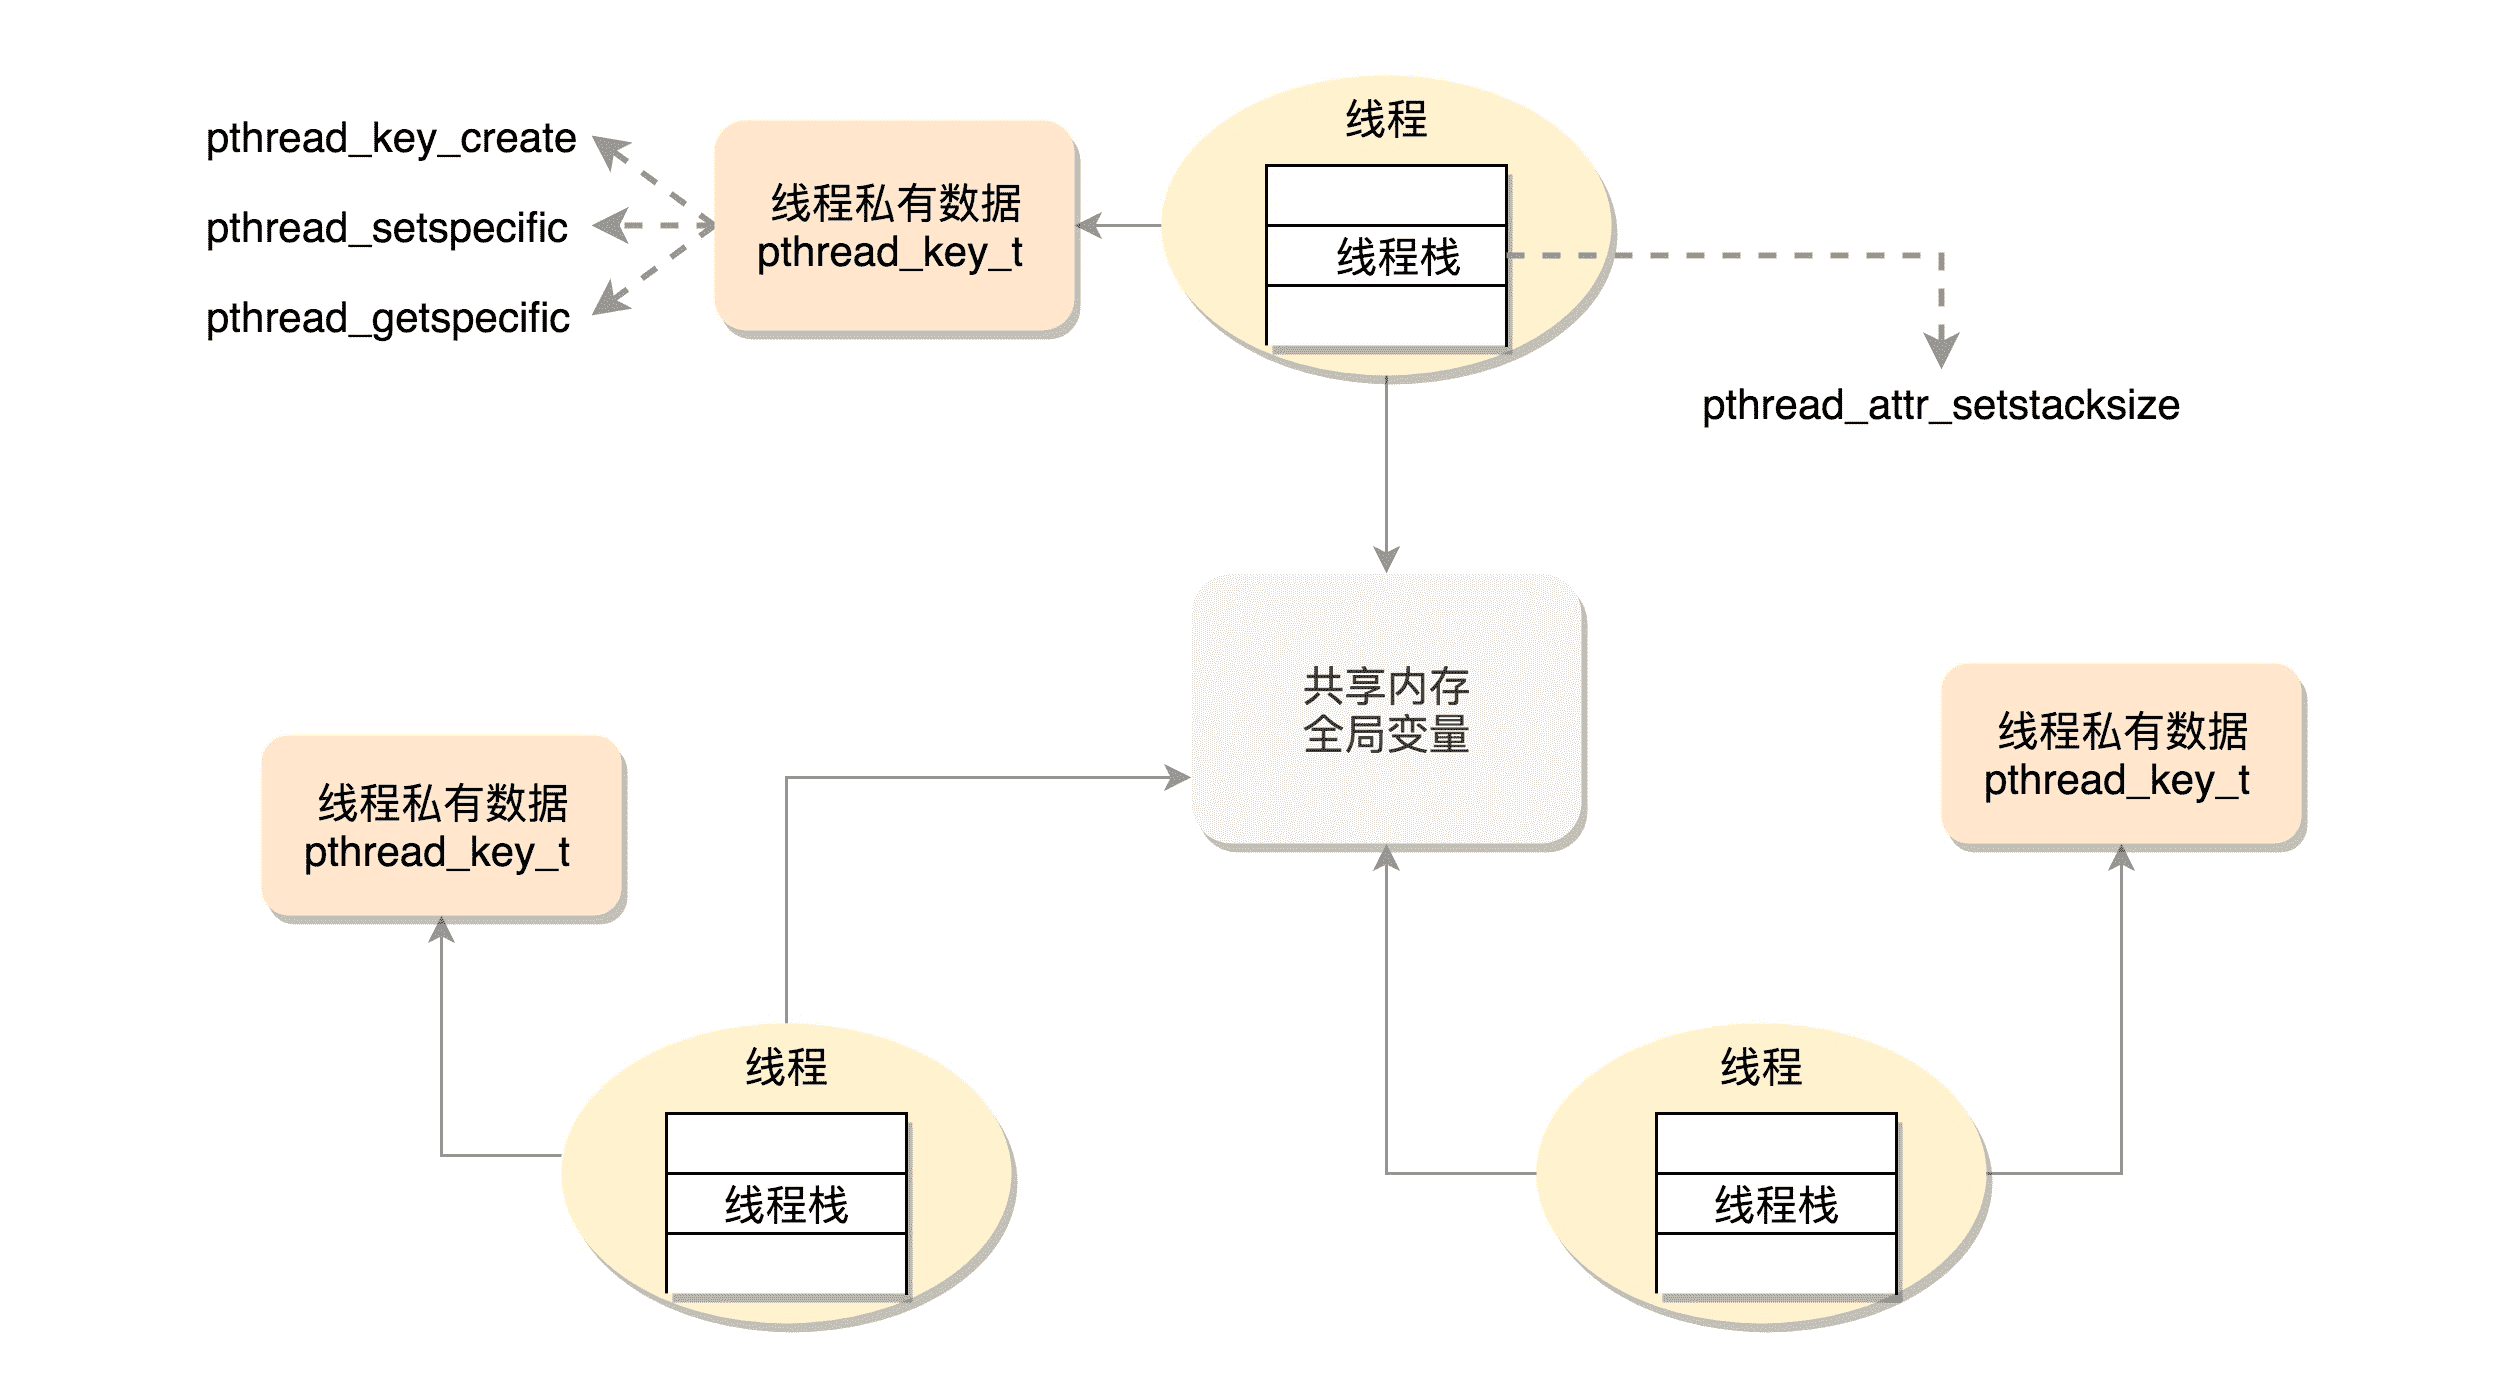 线程
pthread_key_create
线程私有数据
pthread_setspecific
pthread_key_t
线程栈
pthread_getspecific
pthread_attr_setstacksize
共享内存
全局变量
线程私有数据
pthread_key_t
线程私有数据
pthread_key_t
线程
线程
线程栈
线程栈